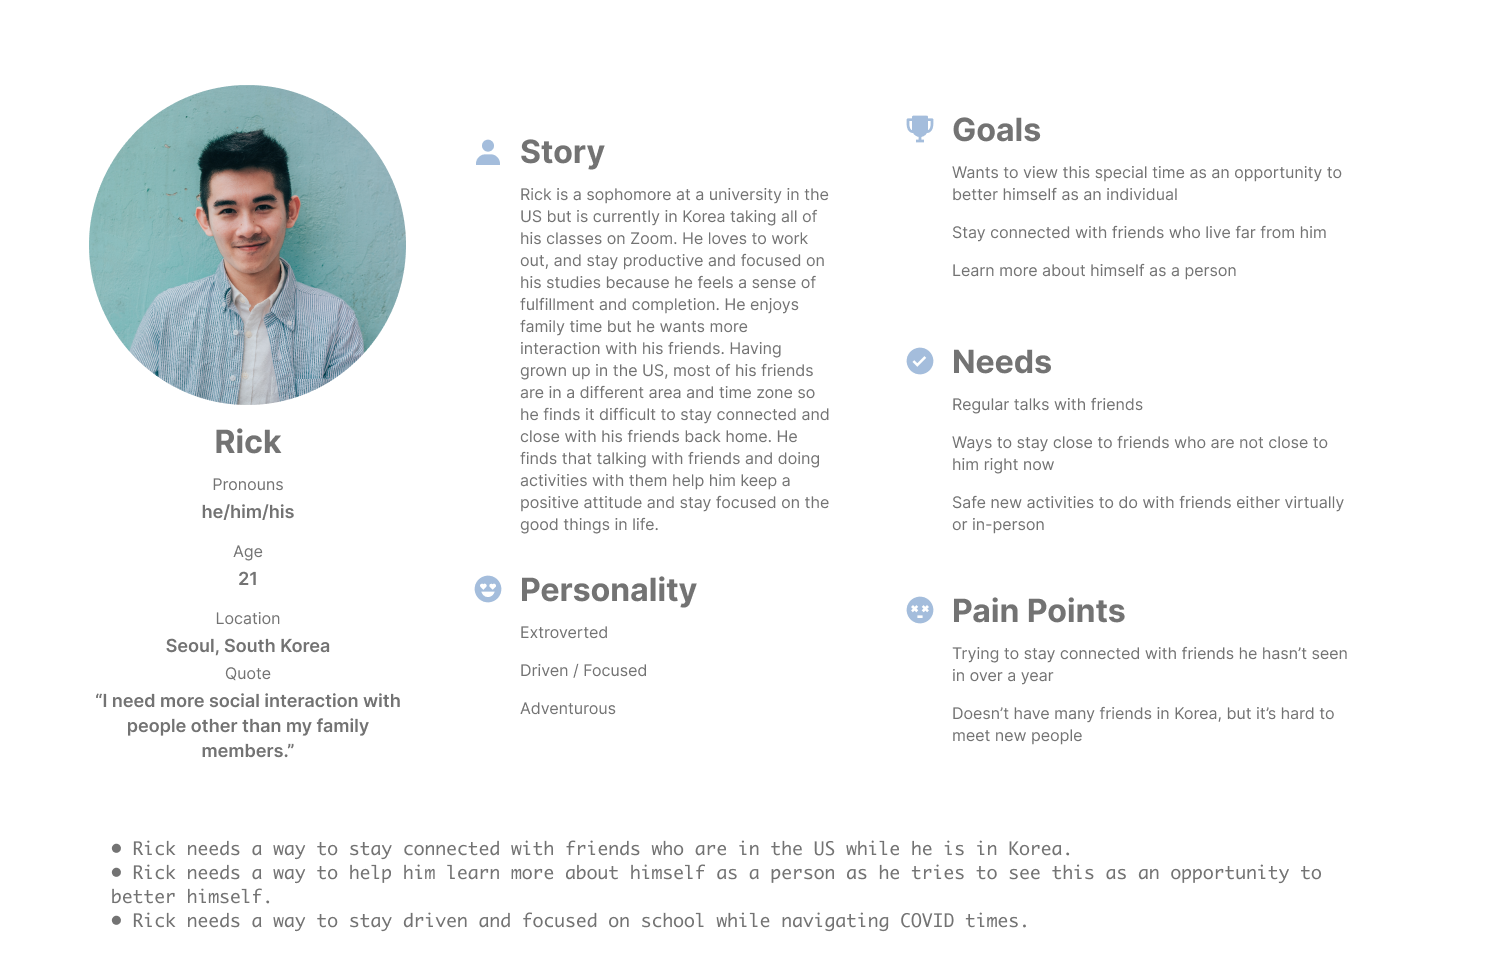 Rick
Pronouns
he/him/his
Age
21
Location
Seoul, South Korea
Quote
“I need more social interaction with
people other than my family
members.”
Story
Rick is a sophomore at a university in the
US but is currently in Korea taking all of
his classes on Zoom. He loves to work
out, and stay productive and focused on
his studies because he feels a sense of
fulfillment and completion. He enjoys
family time but he wants more
interaction with his friends. Having
grown up in the US, most of his friends
are in a different area and time zone so
he finds it difficult to stay connected and
close with his friends back home. He
finds that talking with friends and doing
activities with them help him keep a
positive attitude and stay focused on the
good things in life.
Personality
Extroverted
Driven / Focused
Adventurous
Goals
Wants to view this special time as an opportunity to
better himself as an individual
Stay connected with friends who live far from him
Learn more about himself as a person
Needs
Regular talks with friends
Ways to stay close to friends who are not close to
him right now
Safe new activities to do with friends either virtually
or in-person
Pain Points
Trying to stay connected with friends he hasn’t seen
in over a year
Doesn’t have many friends in Korea, but it’s hard to
meet new people
• Rick needs a way to stay connected with friends who are in the US while he is in Korea.
• Rick needs a way to help him learn more about himself as a person as he tries to see this as an opportunity to
better himself.
• Rick needs a way to stay driven and focused on school while navigating COVID times.